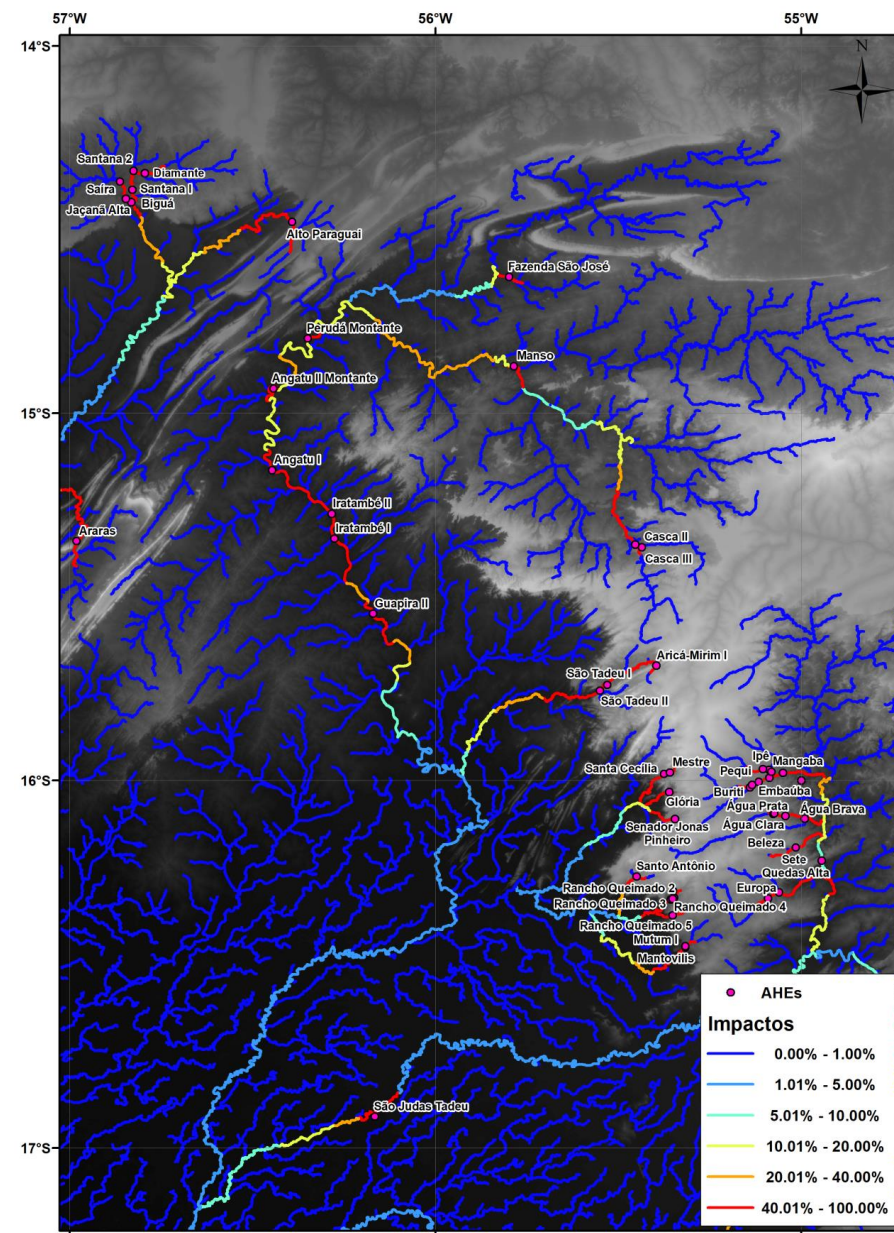 57°W
56°W
55°W
14°S
N
Santana 2
Diamante
Saíra
Santana I
Jaçanã Alta
Biguá
Alto Paraguai
Fazenda São José
Perudá Montante
Manso
Angatu II Montante
15°S
Angatu I
Iratambé II
Iratambé I
Araras
Casca II
Casca III
Guapira II
Aricá-Mirim I
São Tadeu I
São Tadeu II
Ipê
Mestre
Mangaba
Santa Cecília
Pequi
16°S
Buriti
Embaúba
Glória
Água Prata
Água Brava
Senador Jonas
Pinheiro
Água Clara
Beleza
Sete
Quedas Alta
Santo Antônio
Rancho Queimado 2
Europa
Rancho Queimado 3
Rancho Queimado 4
Rancho Queimado 5
Mutum I
Mantovilis
AHEs
Impactos
0.00% - 1.00%
1.01% - 5.00%
5.01% - 10.00%
10.01% - 20.00%
20.01% - 40.00%
40.01% - 100.00%
São Judas Tadeu
17°S